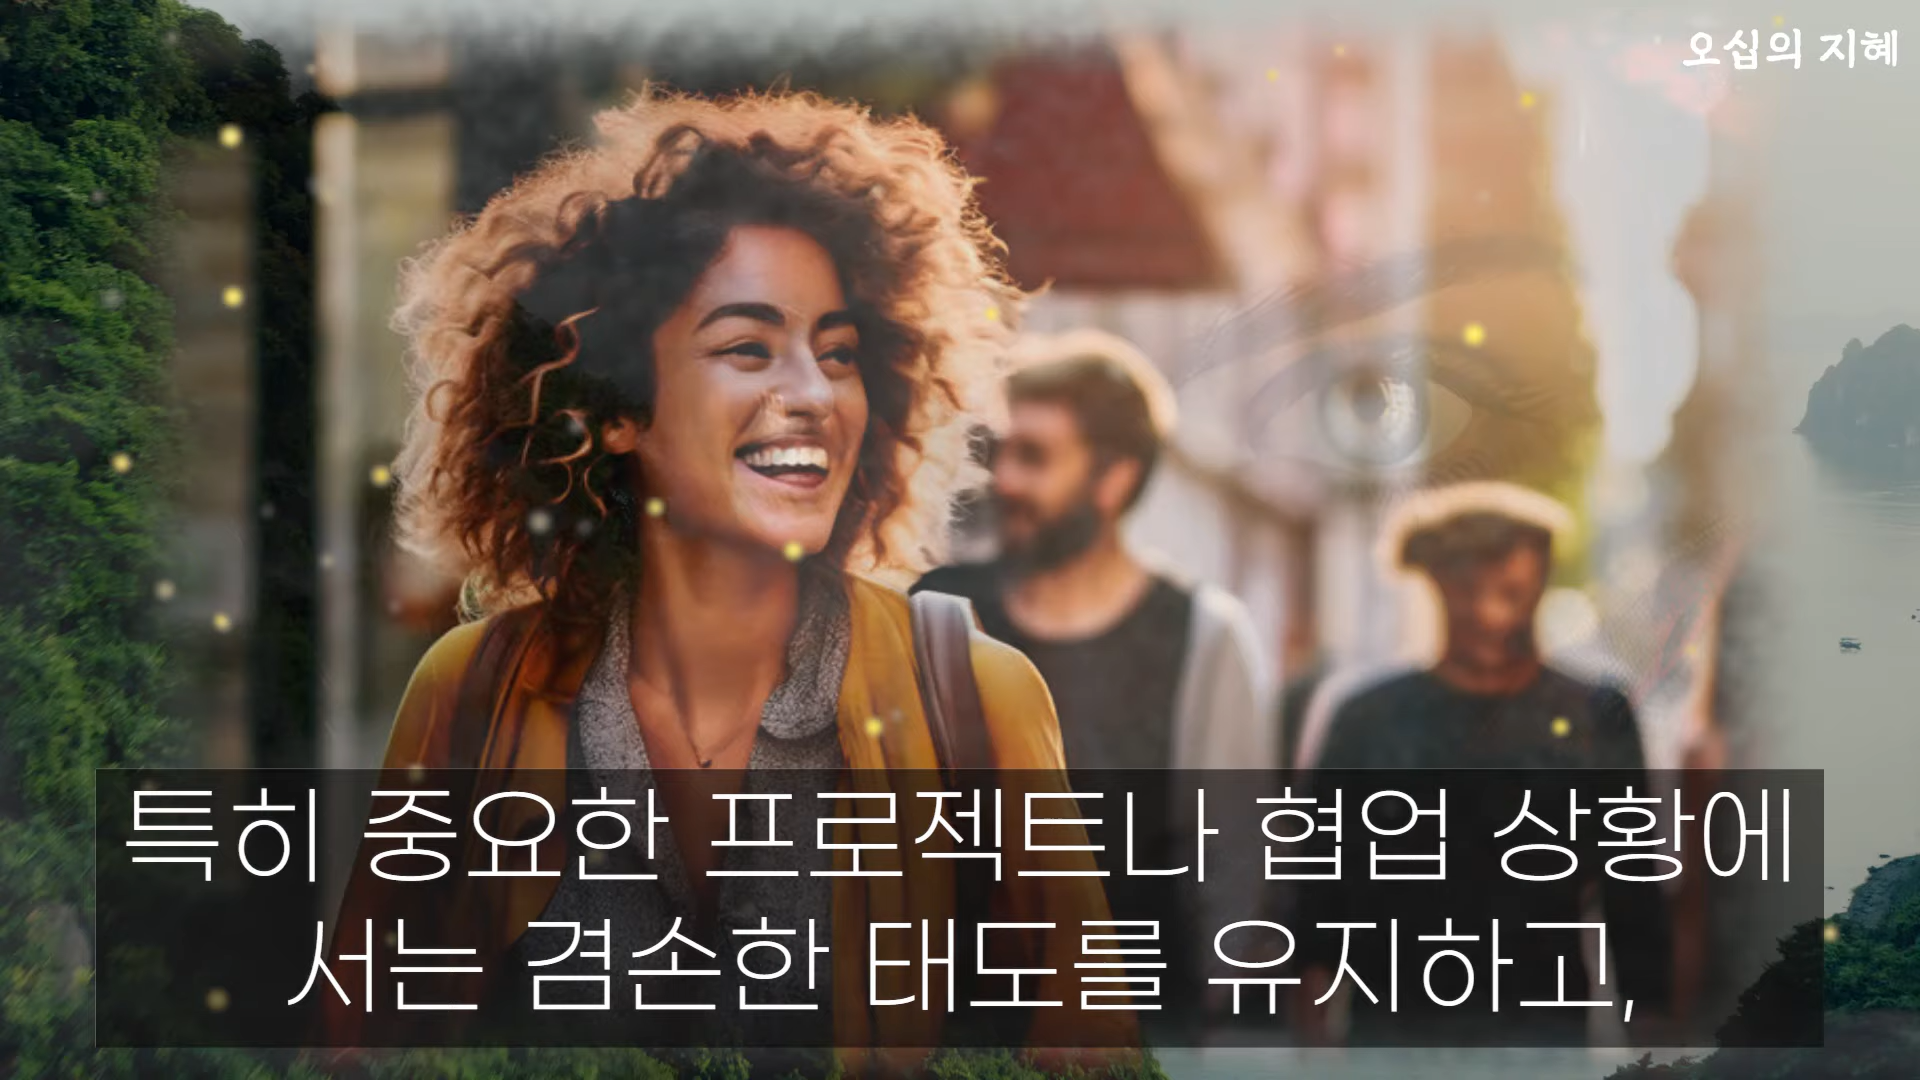 오십의 지혜
특히 중요한 프로젝트나 협업 상황에
서는 겸손한 태도를 유지하고,